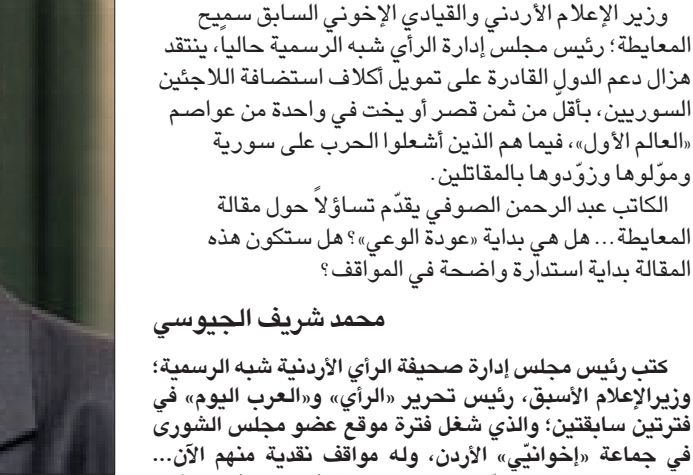 وزير الإعلام الأردني والقيادي الإخوني السابق سميح
المعايطة؛ رئيس مجلس إدارة الرأي شبه الرسمية حالياً، ينتقد
هزال دعم الدول القادرة على تمويل أكلاف استضافة اللاجئين
السوريين، بأقلّ من ثمن قصر أو يخت في واحدة من عواصم
«العالم الأول»، فيما هم الذين أشعلوا الحرب على سورية
وموّلوها وزوّدوها بالمقاتلين.
الكاتب عبد الرحمن الصوفي يقدّم تساؤلاً حول مقالة
المعايطة... هل هي بداية «عودة الوعي»؟ هل ستكون هذه
المقالة بداية استدارة واضحة في المواقف؟
محمد شريف الجيوسي
كتب رئيس مجلس إدارة صحيفة الرأي الأردنية شبه الرسمية؛
وزيرالإعلام الأسبق، رئيس تحرير «الرأي» و«العرب اليوم» في
فترتين سابقتين؛ والذي شغل فترة موقع عضو مجلس الشورى
في جماعة «إخوانيّي» الأردن، وله مواقف نقدية منهم الآن...